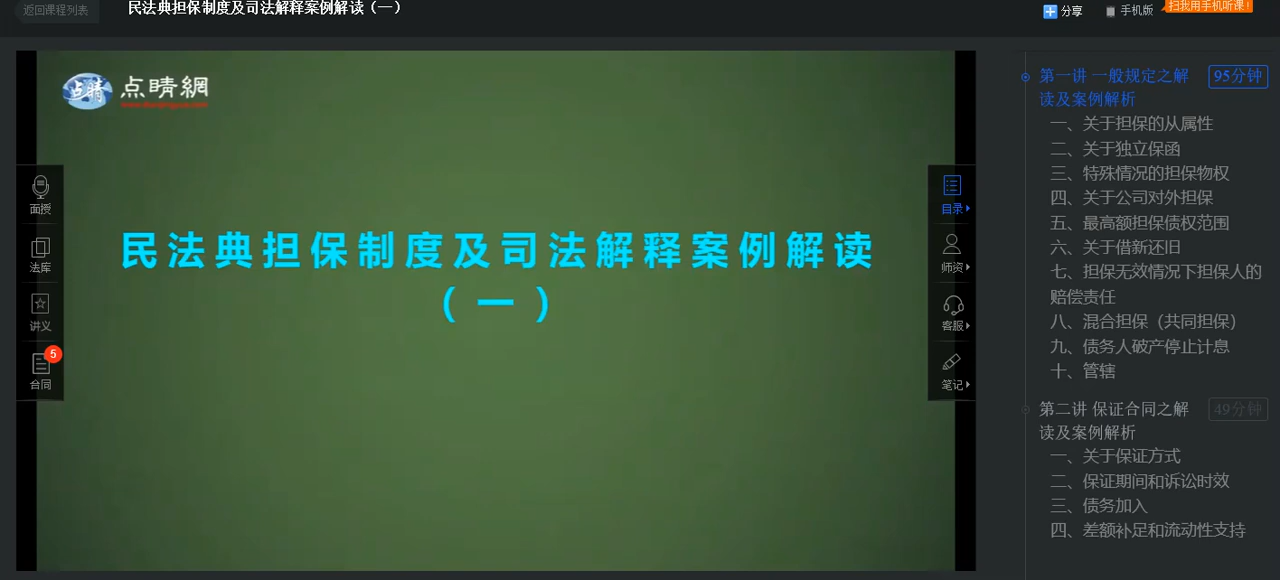 返回课程列表
民法典担保制度及司法解释案例解读（一）
分享
手机版
扫我用手机听课！
点睛
点睛網
民法典担保制度及司法解释案例解读
（一）
面授
法库
讲义
5
合同
目录
师资
客服
笔记
第一讲 一般规定之解
读及案例解析
95分钟
一、关于担保的从属性
二、关于独立保函
三、特殊情况的担保物权
四、关于公司对外担保
五、最高额担保债权范围
六、关于借新还旧
七、担保无效情况下担保人的
赔偿责任
八、混合担保（共同担保）
九、债务人破产停止计息
十、管辖
第二讲 保证合同之解
读及案例解析
49分钟
一、关于保证方式
二、保证期间和诉讼时效
三、债务加入
四、差额补足和流动性支持